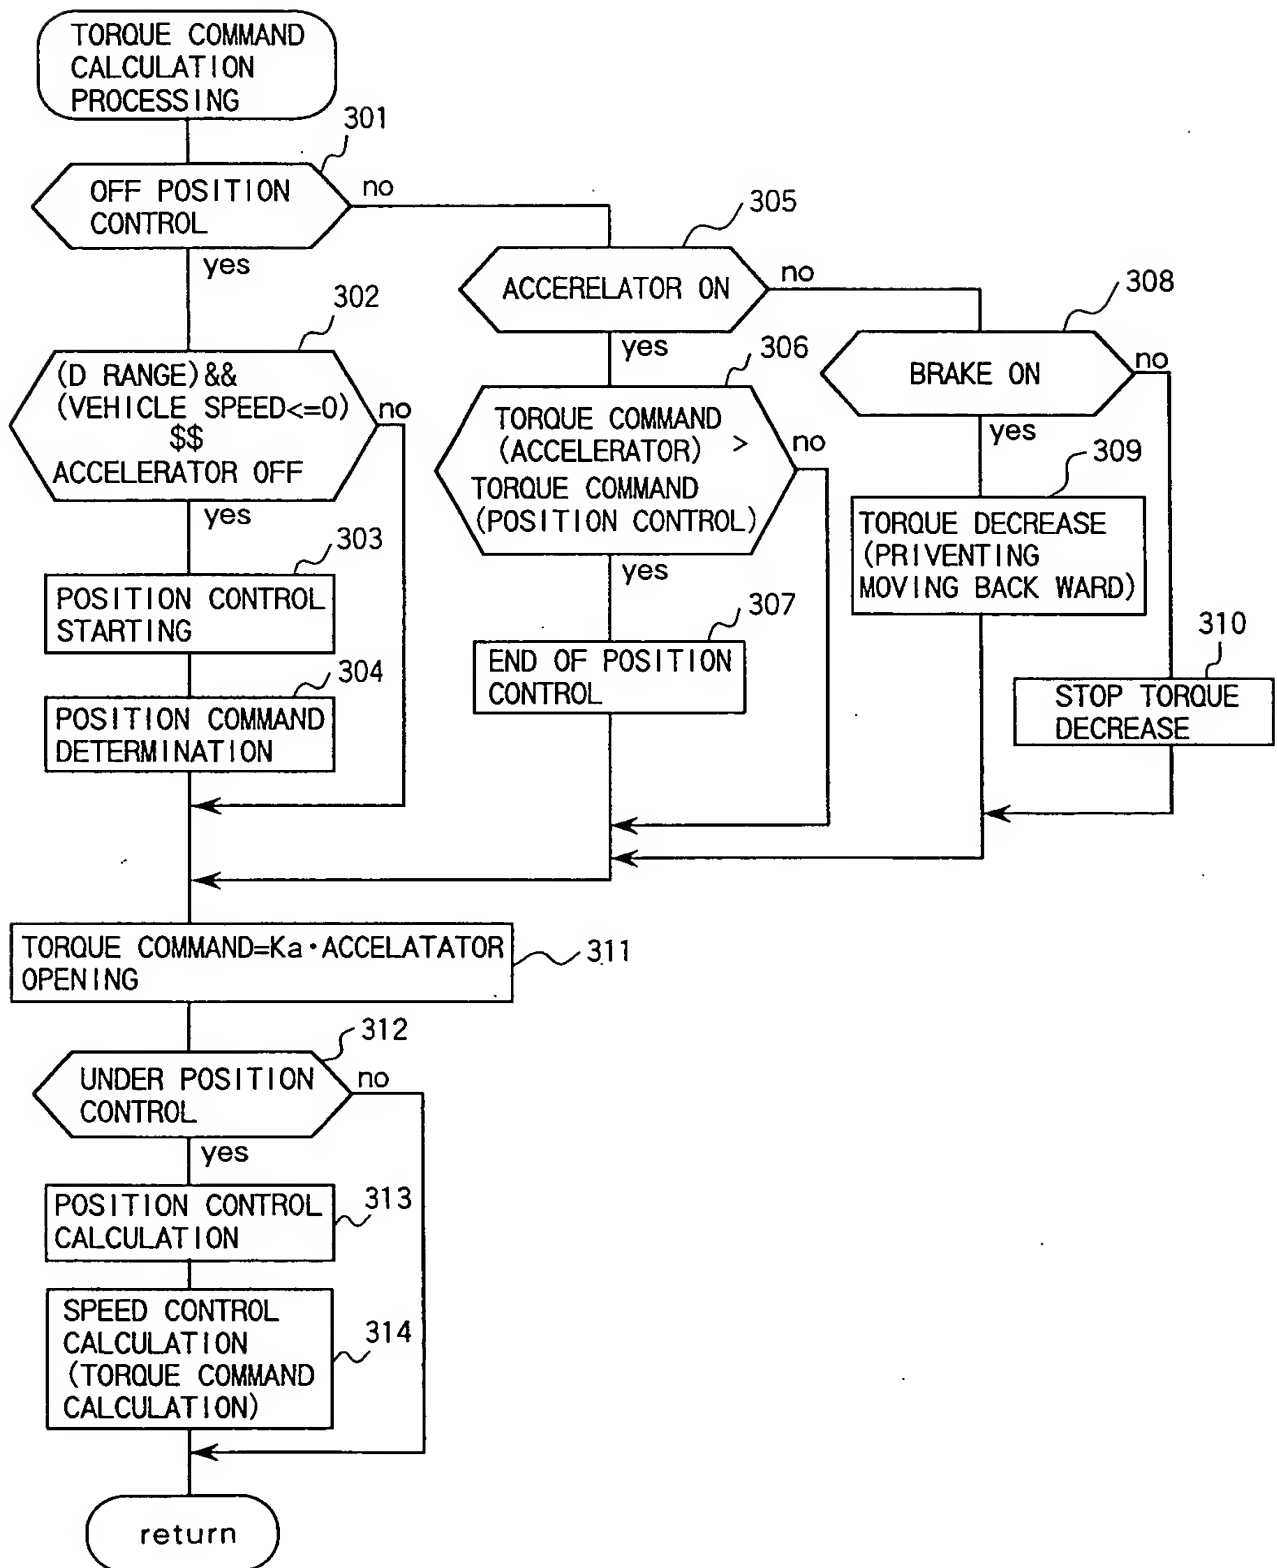 TORQUE COMMAND
CALCULATION
PROCESSING
301
OFF POSITION
CONTROL
no
yes
302
(D RANGE)&&
(VEHICLE SPEED<=0)
$$
ACCELERATOR OFF
no
yes
303
POSITION CONTROL
STARTING
304
POSITION COMMAND
DETERMINATION
305
ACCERELATOR ON
no
yes
306
TORQUE COMMAND
(ACCELERATOR) >
TORQUE COMMAND
(POSITION CONTROL)
no
yes
307
END OF POSITION
CONTROL
308
BRAKE ON
no
yes
309
TORQUE DECREASE
(PRIVENTING
MOVING BACK WARD)
310
STOP TORQUE
DECREASE
TORQUE COMMAND=Ka·ACCELATATOR
OPENING
311
312
UNDER POSITION
CONTROL
no
yes
POSITION CONTROL
CALCULATION
313
SPEED CONTROL
CALCULATION
(TORQUE COMMAND
CALCULATION)
314
return